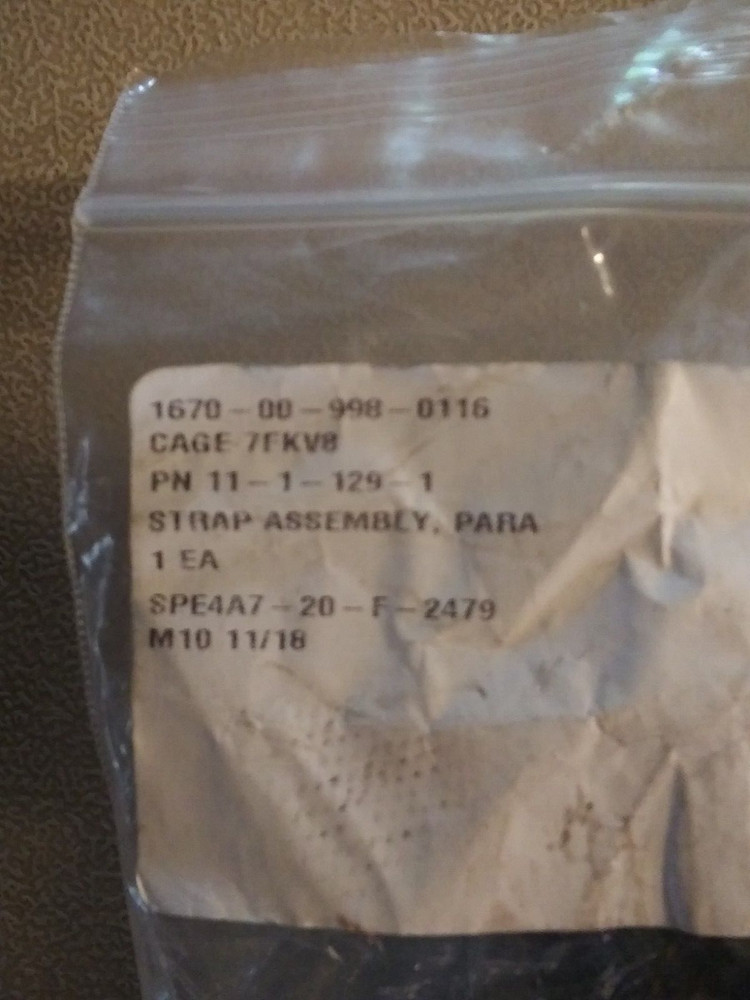 1670-00-998-0116
CAGE 7FKV8
PN 11-1-129-1
STRAP ASSEMBLY, PARA
1 EA
SPE4A7-20-F-2479
M10 11/18